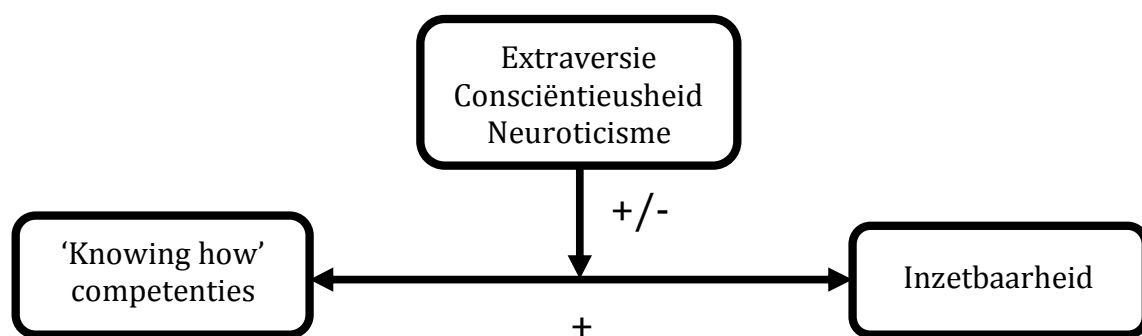 Extraversie
Consciëntieusheid
Neuroticisme
+/-
‘Knowing how’
competenties
Inzetbaarheid
+